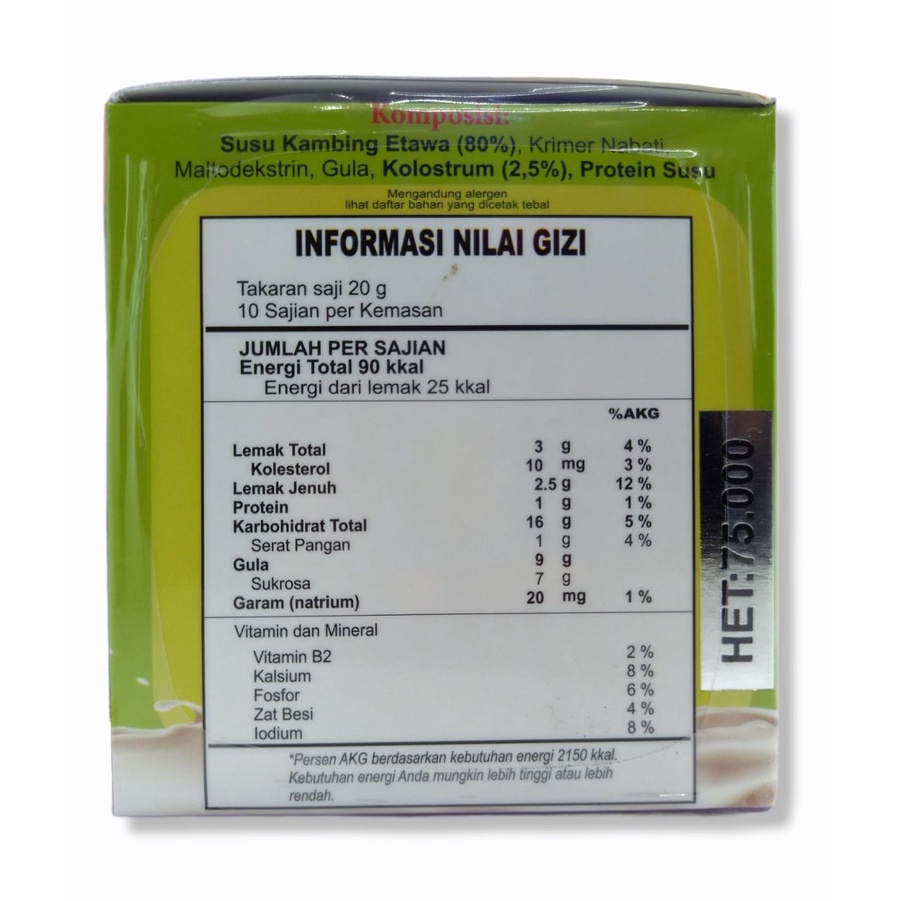 Komposisi:
Susu Kambing Etawa (80%), Krimer Nabati,
Maltodekstrin, Gula, Kolostrum (2,5%), Protein Susu
Mengandung alergen
lihat daftar bahan yang dicetak tebal
INFORMASI NILAI GIZI
Takaran saji 20 g
10 Sajian per Kemasan
JUMLAH PER SAJIAN
Energi Total 90 kkal
Energi dari lemak 25 kkal
%AKG
Lemak Total 3 g 4 %
Kolesterol 10 mg 3 %
Lemak Jenuh 2.5 g 12 %
Protein 1 g 1 %
Karbohidrat Total 16 g 5 %
Serat Pangan 1 g 4 %
Gula 9 g
Sukrosa 7 g
Garam (natrium) 20 mg 1 %
Vitamin dan Mineral
Vitamin B2 2 %
Kalsium 8 %
Fosfor 6 %
Zat Besi 4 %
Iodium 8 %
*Persen AKG berdasarkan kebutuhan energi 2150 kkal.
Kebutuhan energi Anda mungkin lebih tinggi atau lebih
rendah.
HET:75.000